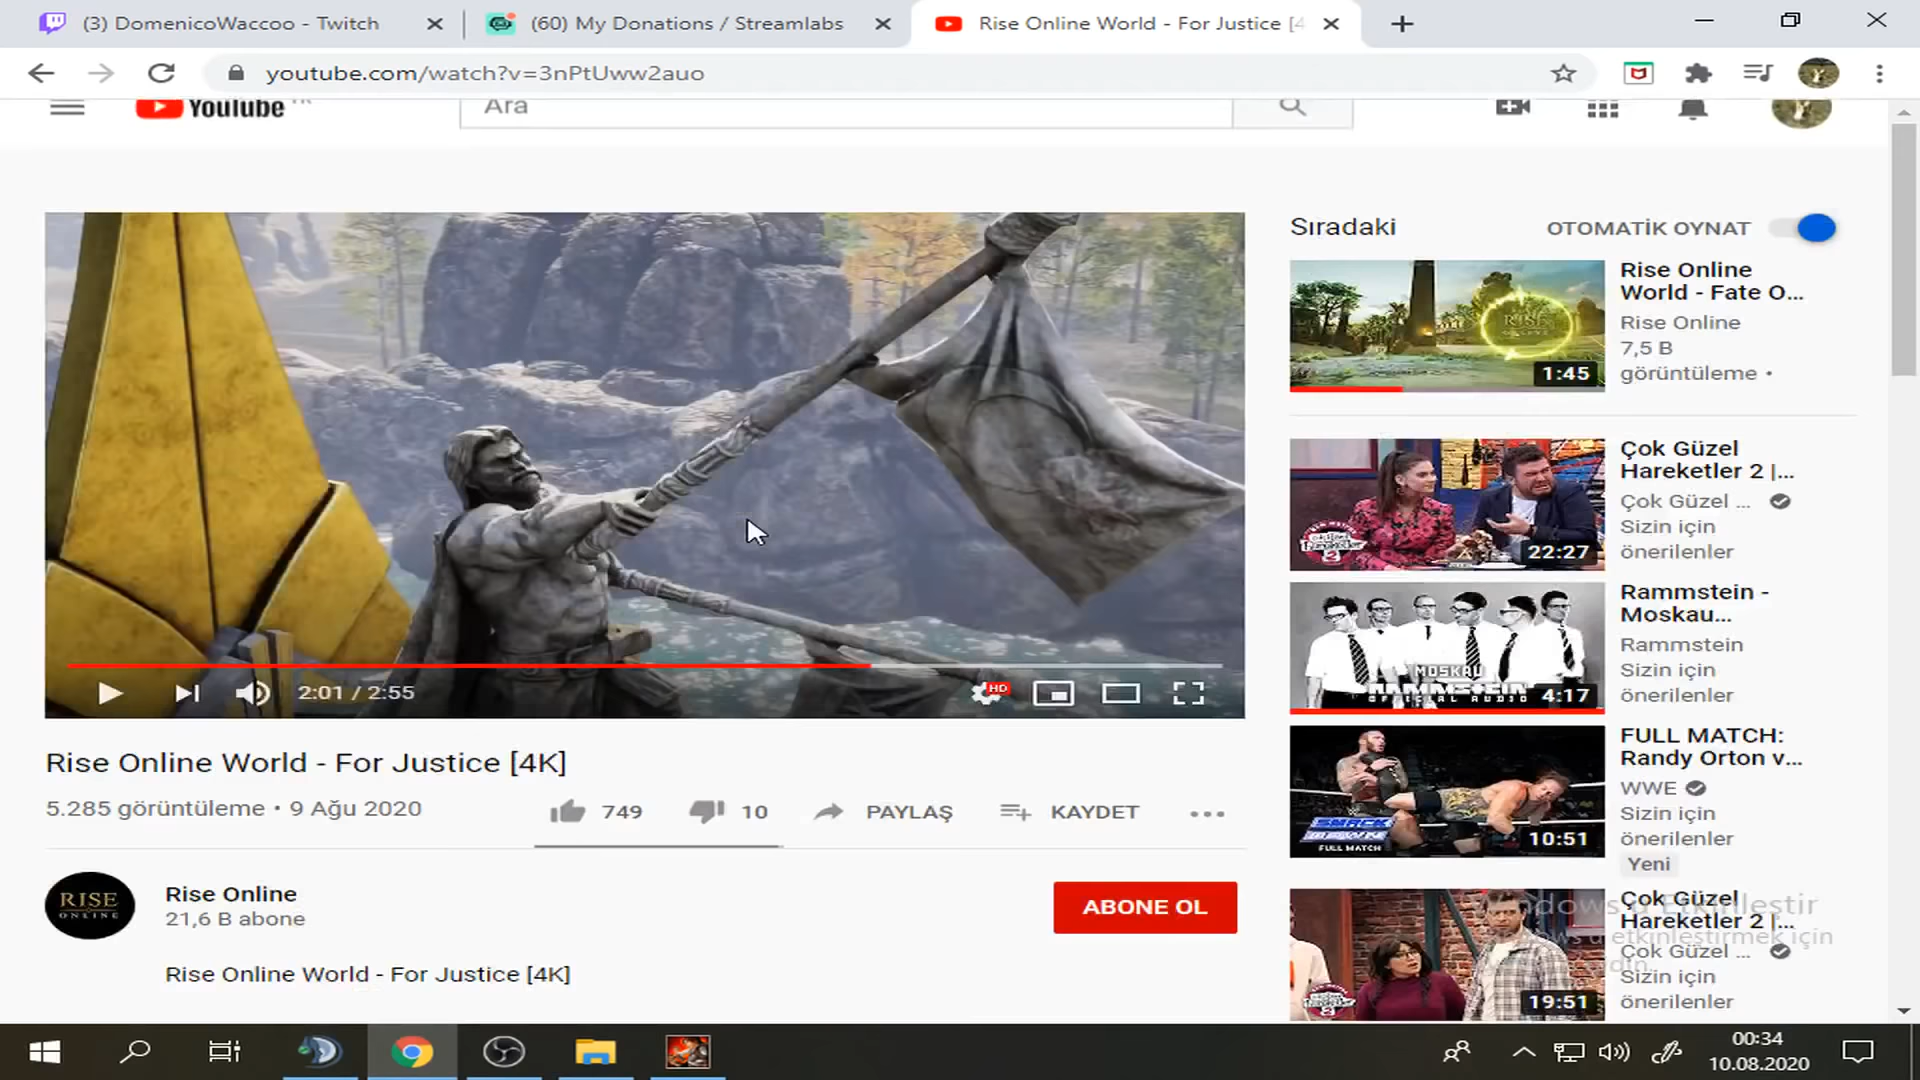 (3) DomenicoWaccoo - Twitch
(60) My Donations / Streamlabs
Rise Online World - For Justice [4
youtube.com/watch?v=3nPtUww2auo
YouTube TR
Ara
Sıradaki
OTOMATİK OYNAT
Rise Online
World - Fate O...
Rise Online
7,5 B
görüntüleme •
RISE
1:45
Çok Güzel
Hareketler 2 |...
Çok Güzel ...
Sizin için
önerilenler
22:27
Rammstein -
Moskau...
Rammstein
Sizin için
önerilenler
MOSKAU
RAMMSTEIN
OFFICIAL AUDIO
4:17
FULL MATCH:
Randy Orton v...
WWE
Sizin için
önerilenler
Yeni
FULL MATCH
10:51
Çok Güzel
Hareketler 2 |...
Çok Güzel ...
Sizin için
önerilenler
19:51
2:01 / 2:55
HD
Rise Online World - For Justice [4K]
5.285 görüntüleme • 9 Ağu 2020
749
10
PAYLAŞ
KAYDET
RISE
ONLINE
Rise Online
21,6 B abone
ABONE OL
Rise Online World - For Justice [4K]
00:34
10.08.2020